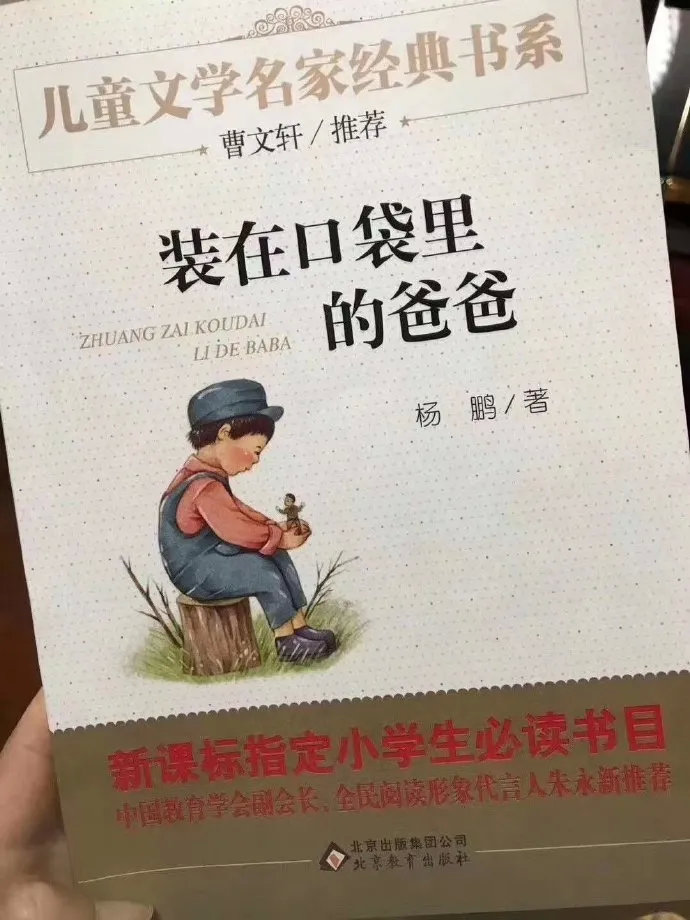 儿童文学名家经典书系
曹文轩/推荐
装在口袋里
的爸爸
ZHUANG ZAI KOUDAI
LI DE BABA
杨 鹏/著
新课标指定小学生必读书目
中国教育学会副会长、全民阅读形象代言人朱永新推荐
北京出版集团公司
北京教育出版社